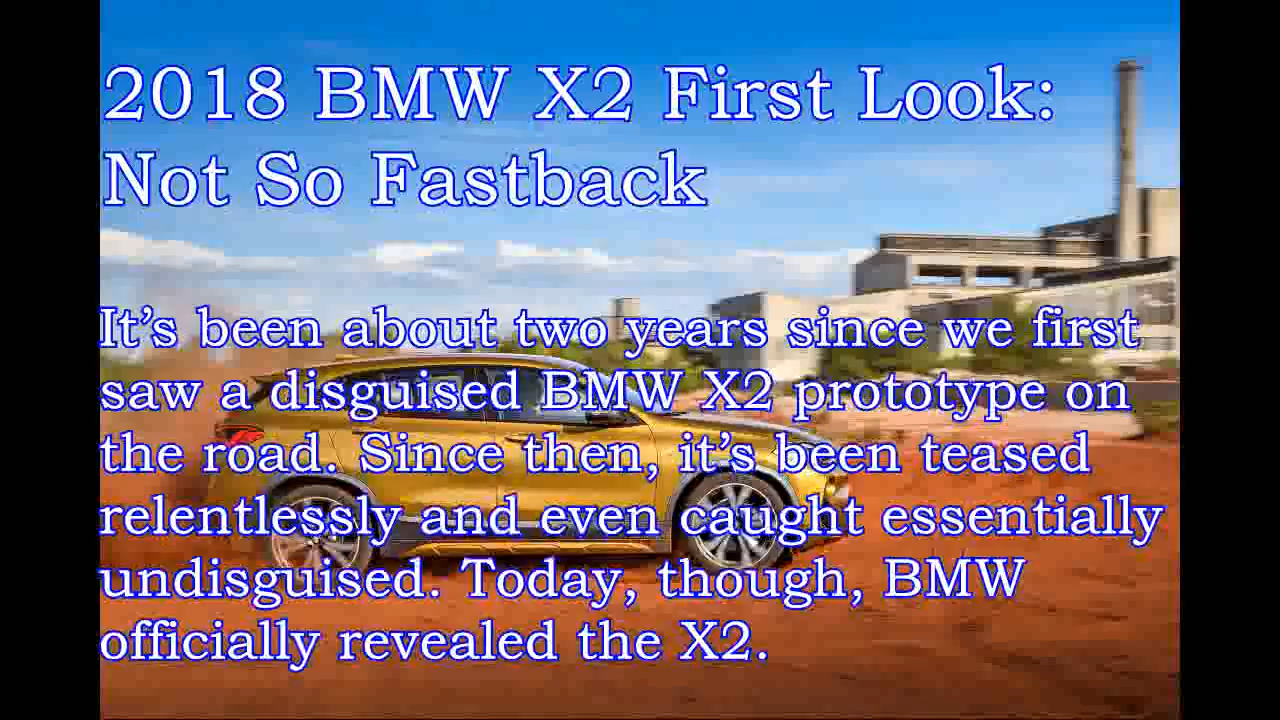 2018 BMW X2 First Look:
Not So Fastback
It’s been about two years since we first
saw a disguised BMW X2 prototype on
the road. Since then, it’s been teased
relentlessly and even caught essentially
undisguised. Today, though, BMW
officially revealed the X2.